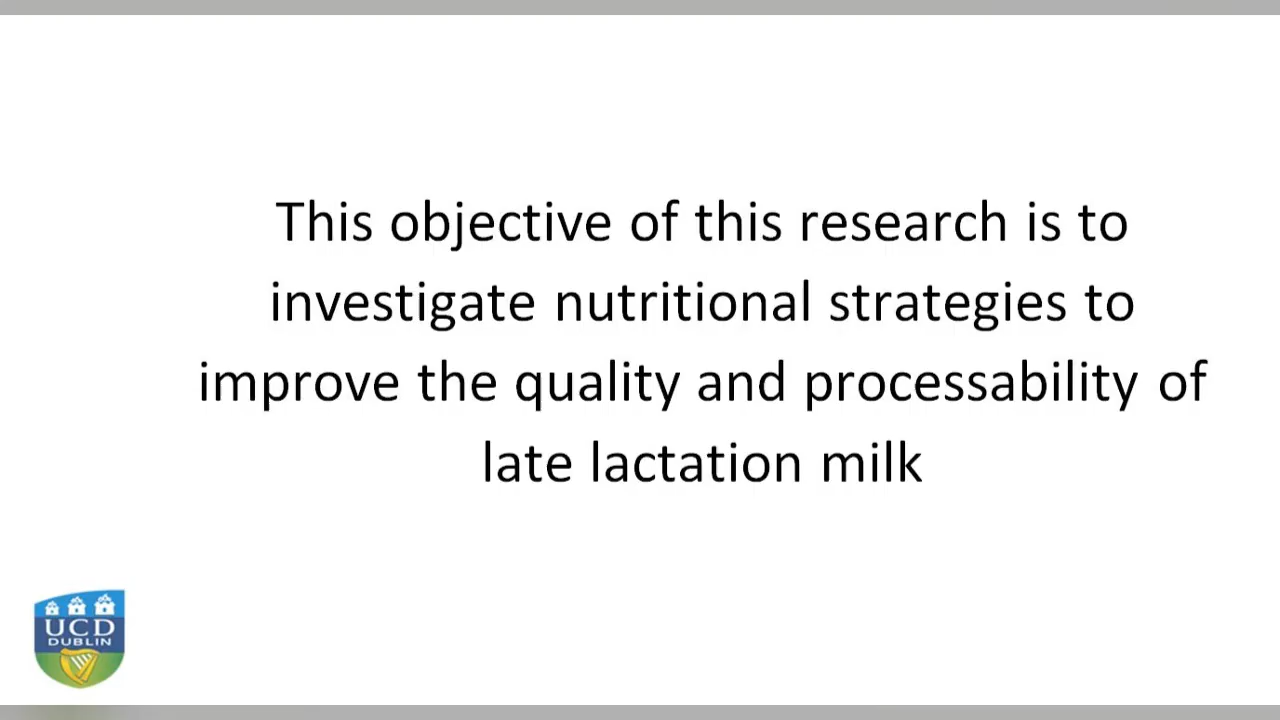 This objective of this research is to
investigate nutritional strategies to
improve the quality and processability of
late lactation milk
UCD
DUBLIN